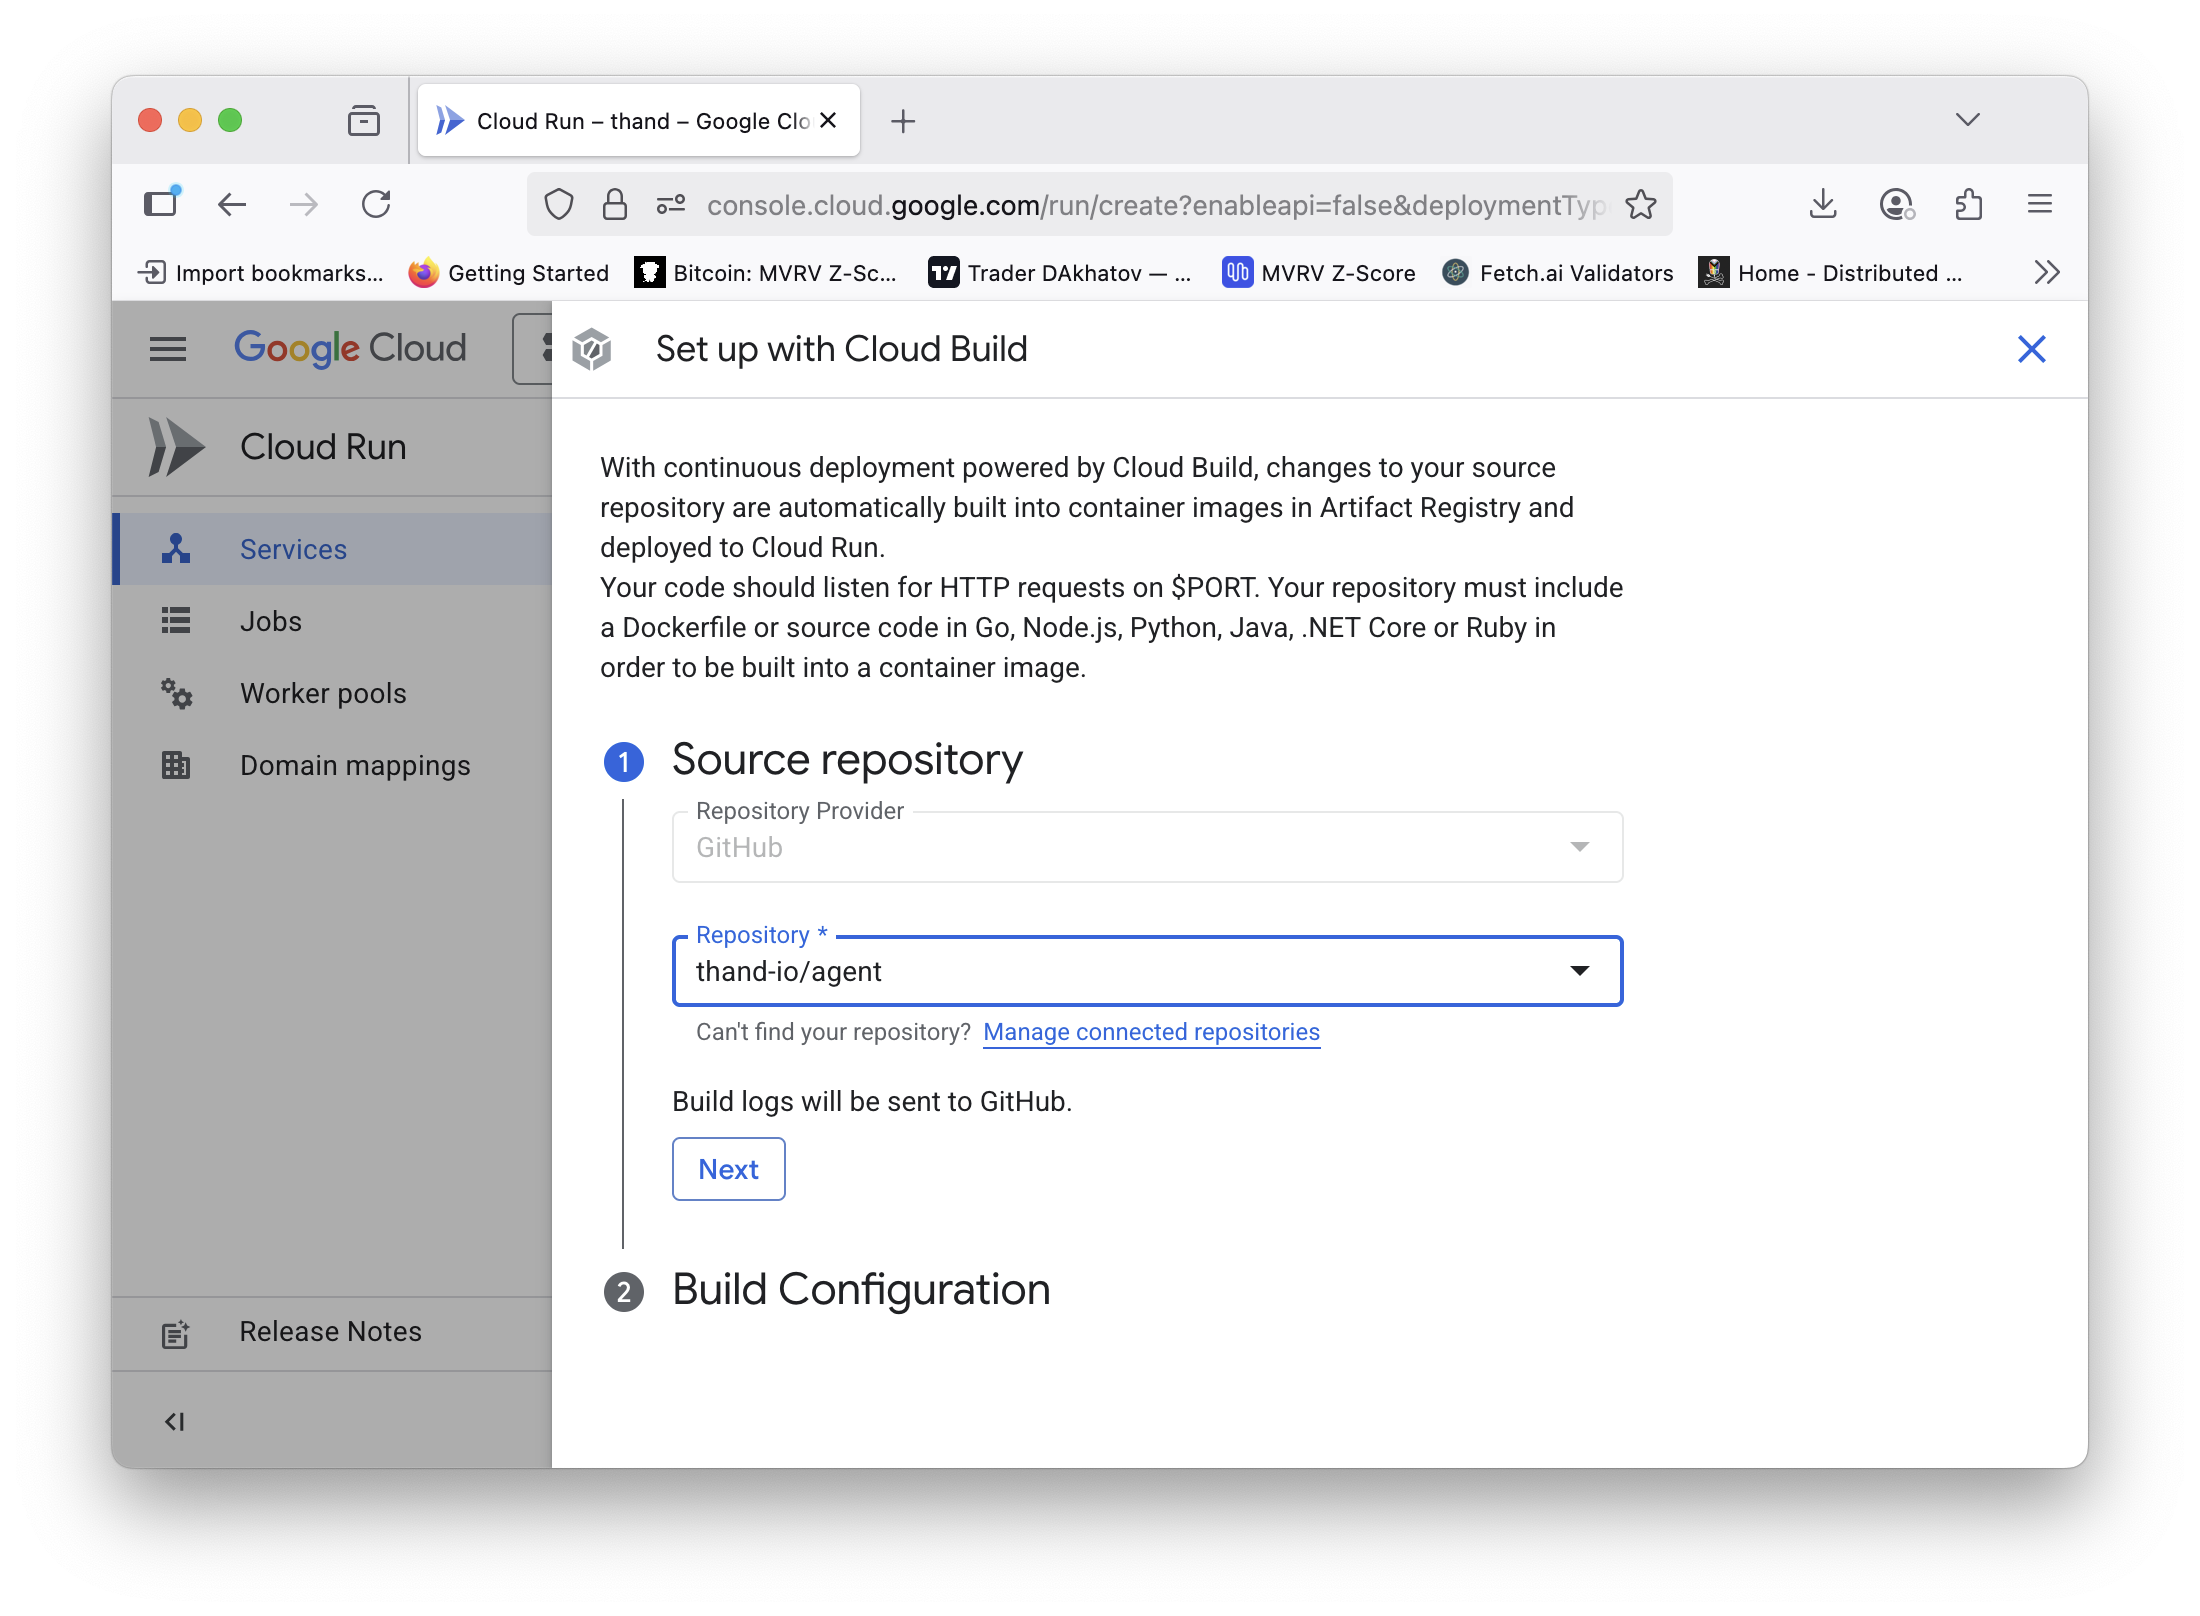 Cloud Run – thand – Google Clo
console.cloud.google.com/run/create?enableapi=false&deploymentTyp
Import bookmarks...
Getting Started
Bitcoin: MVRV Z-Sc...
Trader DAkhatov — ...
MVRV Z-Score
Fetch.ai Validators
Home - Distributed ...
Google Cloud
Set up with Cloud Build
Cloud Run
Services
Jobs
Worker pools
Domain mappings
Release Notes
With continuous deployment powered by Cloud Build, changes to your source
repository are automatically built into container images in Artifact Registry and
deployed to Cloud Run.
Your code should listen for HTTP requests on $PORT. Your repository must include
a Dockerfile or source code in Go, Node.js, Python, Java, .NET Core or Ruby in
order to be built into a container image.
1 Source repository
Repository Provider
GitHub
Repository *
thand-io/agent
Can't find your repository? Manage connected repositories
Build logs will be sent to GitHub.
Next
2 Build Configuration